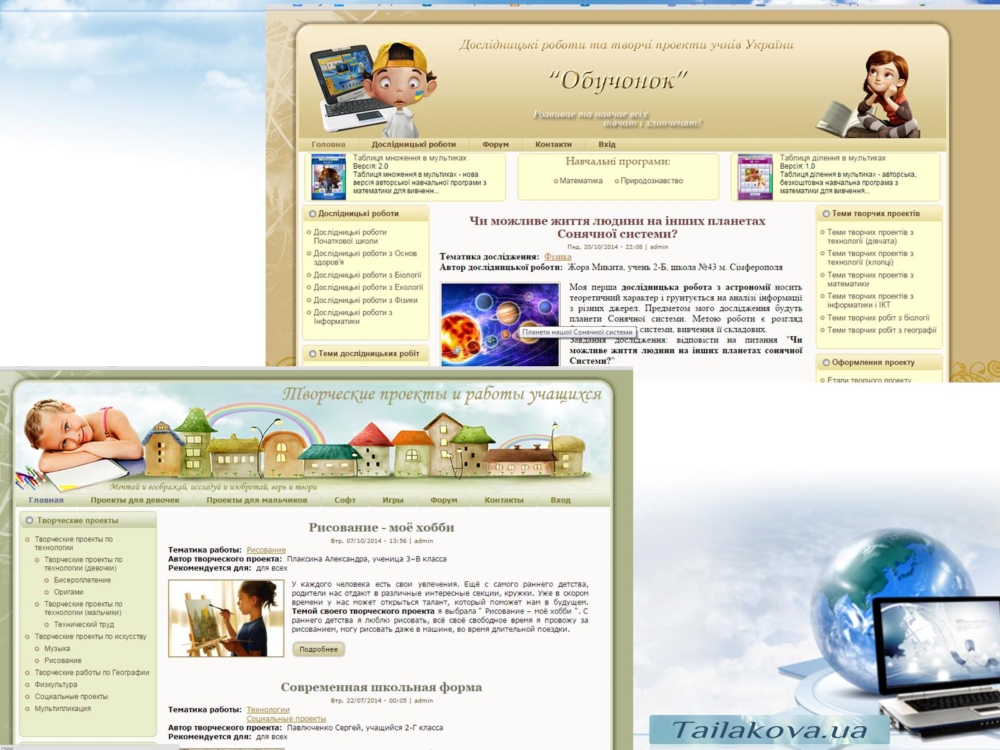 Дослідницькі роботи та творчі проекти учнів України
"Обучонок"
Розвиває та навчає всіх
дівчат і хлопченят!
Головна
Дослідницькі роботи
Форум
Контакти
Вхід
Таблиця множення в мультиках
Версія: 2.0
Таблиця множення в мультиках - нова
версія авторської навчальної програми з
математики для вивченн...
Навчальні програми:
Математика
Природознавство
Таблиця ділення в мультиках
Версія: 1.0
Таблиця ділення в мультиках - авторська,
безкоштовна навчальна програма з
математики для вивчення...
Дослідницькі роботи
Дослідницькі роботи
Початкової школи
Дослідницькі роботи з Основ
здоров'я
Дослідницькі роботи з Біології
Дослідницькі роботи з Екології
Дослідницькі роботи з Фізики
Дослідницькі роботи з
Інформатики
Теми дослідницьких робіт
Чи можливе життя людини на інших планетах
Сонячної системи?
Пнд, 20/10/2014 - 22:08 | admin
Тематика дослідження: Фізика
Автор дослідницької роботи: Жора Микита, учень 2-Б, школа №43 м. Сімферополя
Моя перша дослідницька робота з астрономії носить
теоретичний характер і грунтується на аналізі інформації
з різних джерел. Предметом мого дослідження будуть
планети Сонячної системи. Метою роботи є розгляд
системи, вивчення її складових.
Планети нашої Сонячної системи
Завдання дослідження: відповісти на питання "Чи
можливе життя людини на інших планетах сонячної
Системи?"
Теми творчих проектів
Теми творчих проектів з
технології (дівчата)
Теми творчих проектів з
технології (хлопці)
Теми творчих проектів з
математики
Теми творчих проектів з
інформатики і ІКТ
Теми творчих робіт з біології
Теми творчих робіт з географії
Оформлення проекту
Етапи творчого проекту
Творческие проекты и работы учащихся
Мечтай и воображай, исследуй и изобретай, верь и твори
Главная
Проекты для девочек
Проекты для мальчиков
Софт
Игры
Форум
Контакты
Вход
Творческие проекты
Творческие проекты по
технологии
Творческие проекты по
технологии (девочки)
Бисероплетение
Оригами
Творческие проекты по
технологии (мальчики)
Технический труд
Творческие проекты по искусству
Музыка
Рисование
Творческие работы по Географии
Физкультура
Социальные проекты
Мультипликация
Рисование - моё хобби
Втр, 07/10/2014 - 13:56 | admin
Тематика работы: Рисование
Автор творческого проекта: Плаксина Александра, ученица 3–В класса
Рекомендуется для: для всех
У каждого человека есть свои увлечения. Ещё с самого раннего детства,
родители нас отдают в различные интересные секции, кружки. Уже в скором
времени у нас может открыться талант, который поможет нам в будущем.
Темой своего творческого проекта я выбрала " Рисование – моё хобби ". С
раннего детства я люблю рисовать, всё своё свободное время я провожу за
рисованием, могу рисовать даже в машине, во время длительной поездки.
Подробнее
Современная школьная форма
Втр, 22/07/2014 - 00:05 | admin
Тематика работы: Технологии
Социальные проекты
Автор творческого проекта: Павлюченко Сергей, учащийся 2-Г класса
Рекомендуется для: для всех
Tailakova.ua